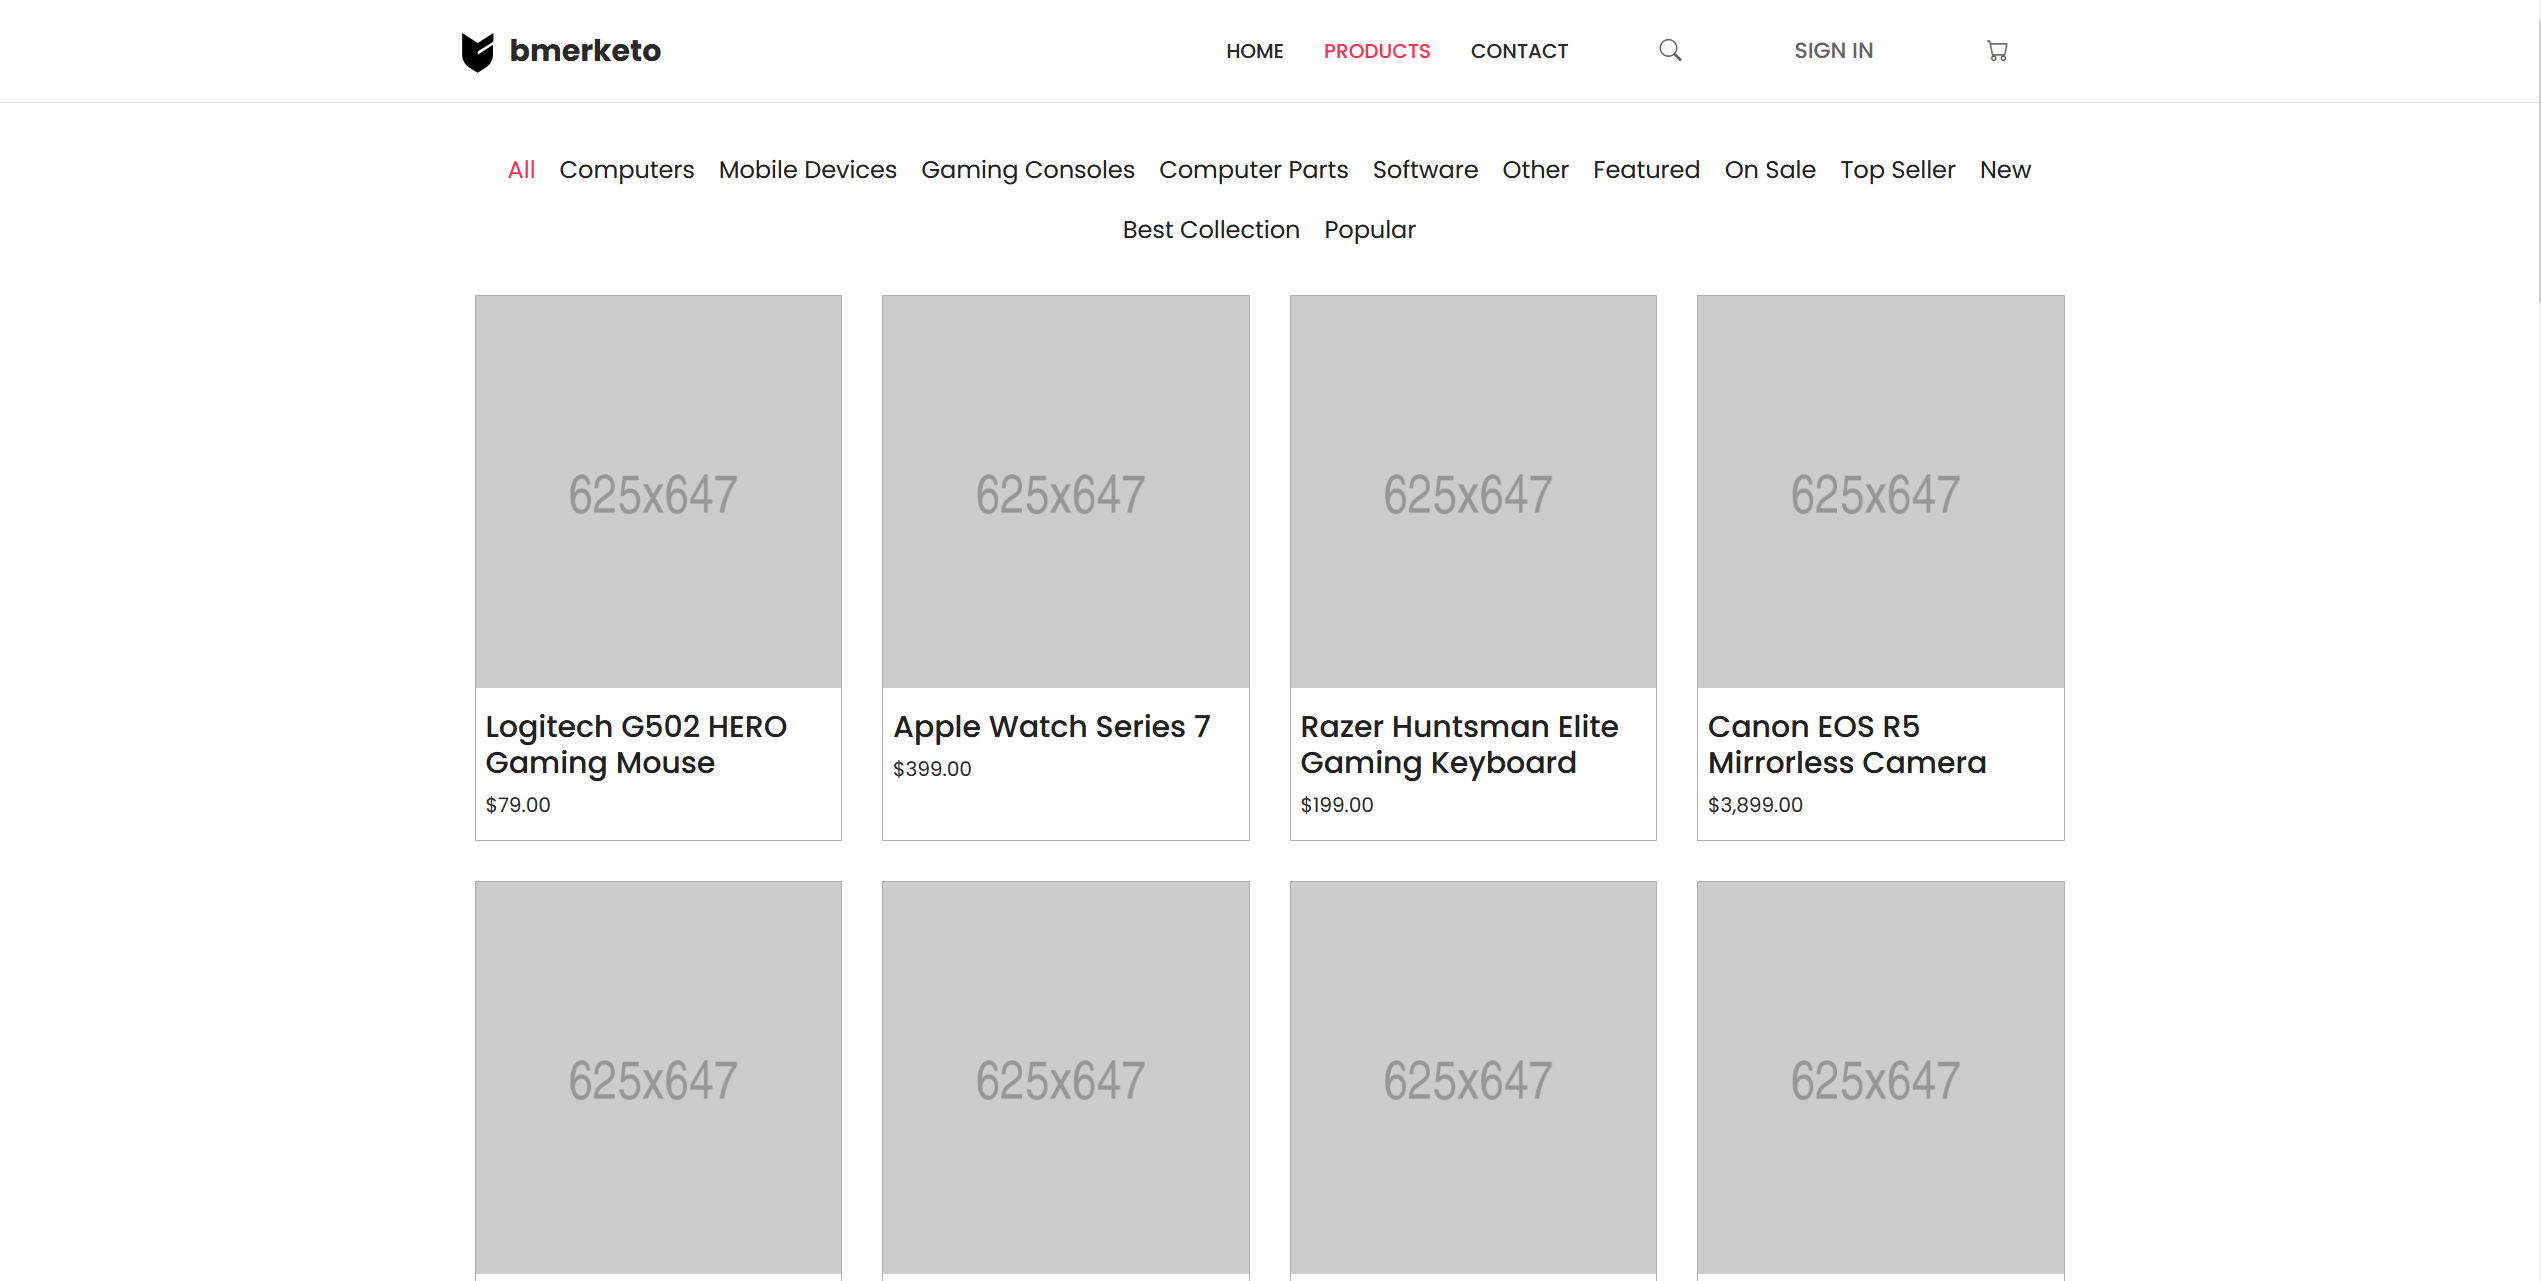 bmerketo
HOME PRODUCTS CONTACT SIGN IN
All Computers Mobile Devices Gaming Consoles Computer Parts Software Other Featured On Sale Top Seller New
Best Collection Popular
625x647 625x647 625x647 625x647
Logitech G502 HERO
Gaming Mouse
$79.00
Apple Watch Series 7
$399.00
Razer Huntsman Elite
Gaming Keyboard
$199.00
Canon EOS R5
Mirrorless Camera
$3,899.00
625x647 625x647 625x647 625x647